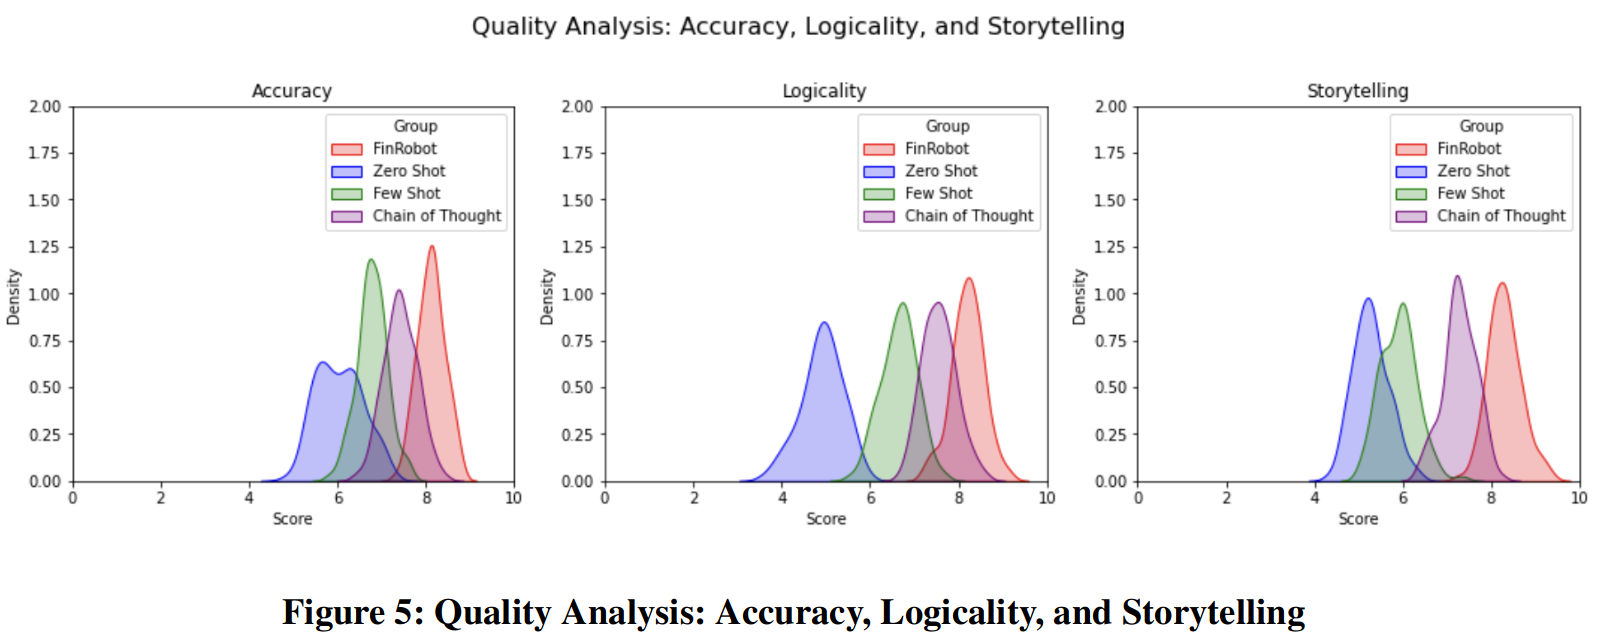 Quality Analysis: Accuracy, Logicality, and Storytelling
Accuracy
2.00
1.75
1.50
1.25
1.00
0.75
0.50
0.25
0.00
Density
0
2
4
6
8
10
Score
Group
FinRobot
Zero Shot
Few Shot
Chain of Thought
Logicality
2.00
1.75
1.50
1.25
1.00
0.75
0.50
0.25
0.00
Density
0
2
4
6
8
10
Score
Group
FinRobot
Zero Shot
Few Shot
Chain of Thought
Storytelling
2.00
1.75
1.50
1.25
1.00
0.75
0.50
0.25
0.00
Density
0
2
4
6
8
10
Score
Group
FinRobot
Zero Shot
Few Shot
Chain of Thought
Figure 5: Quality Analysis: Accuracy, Logicality, and Storytelling